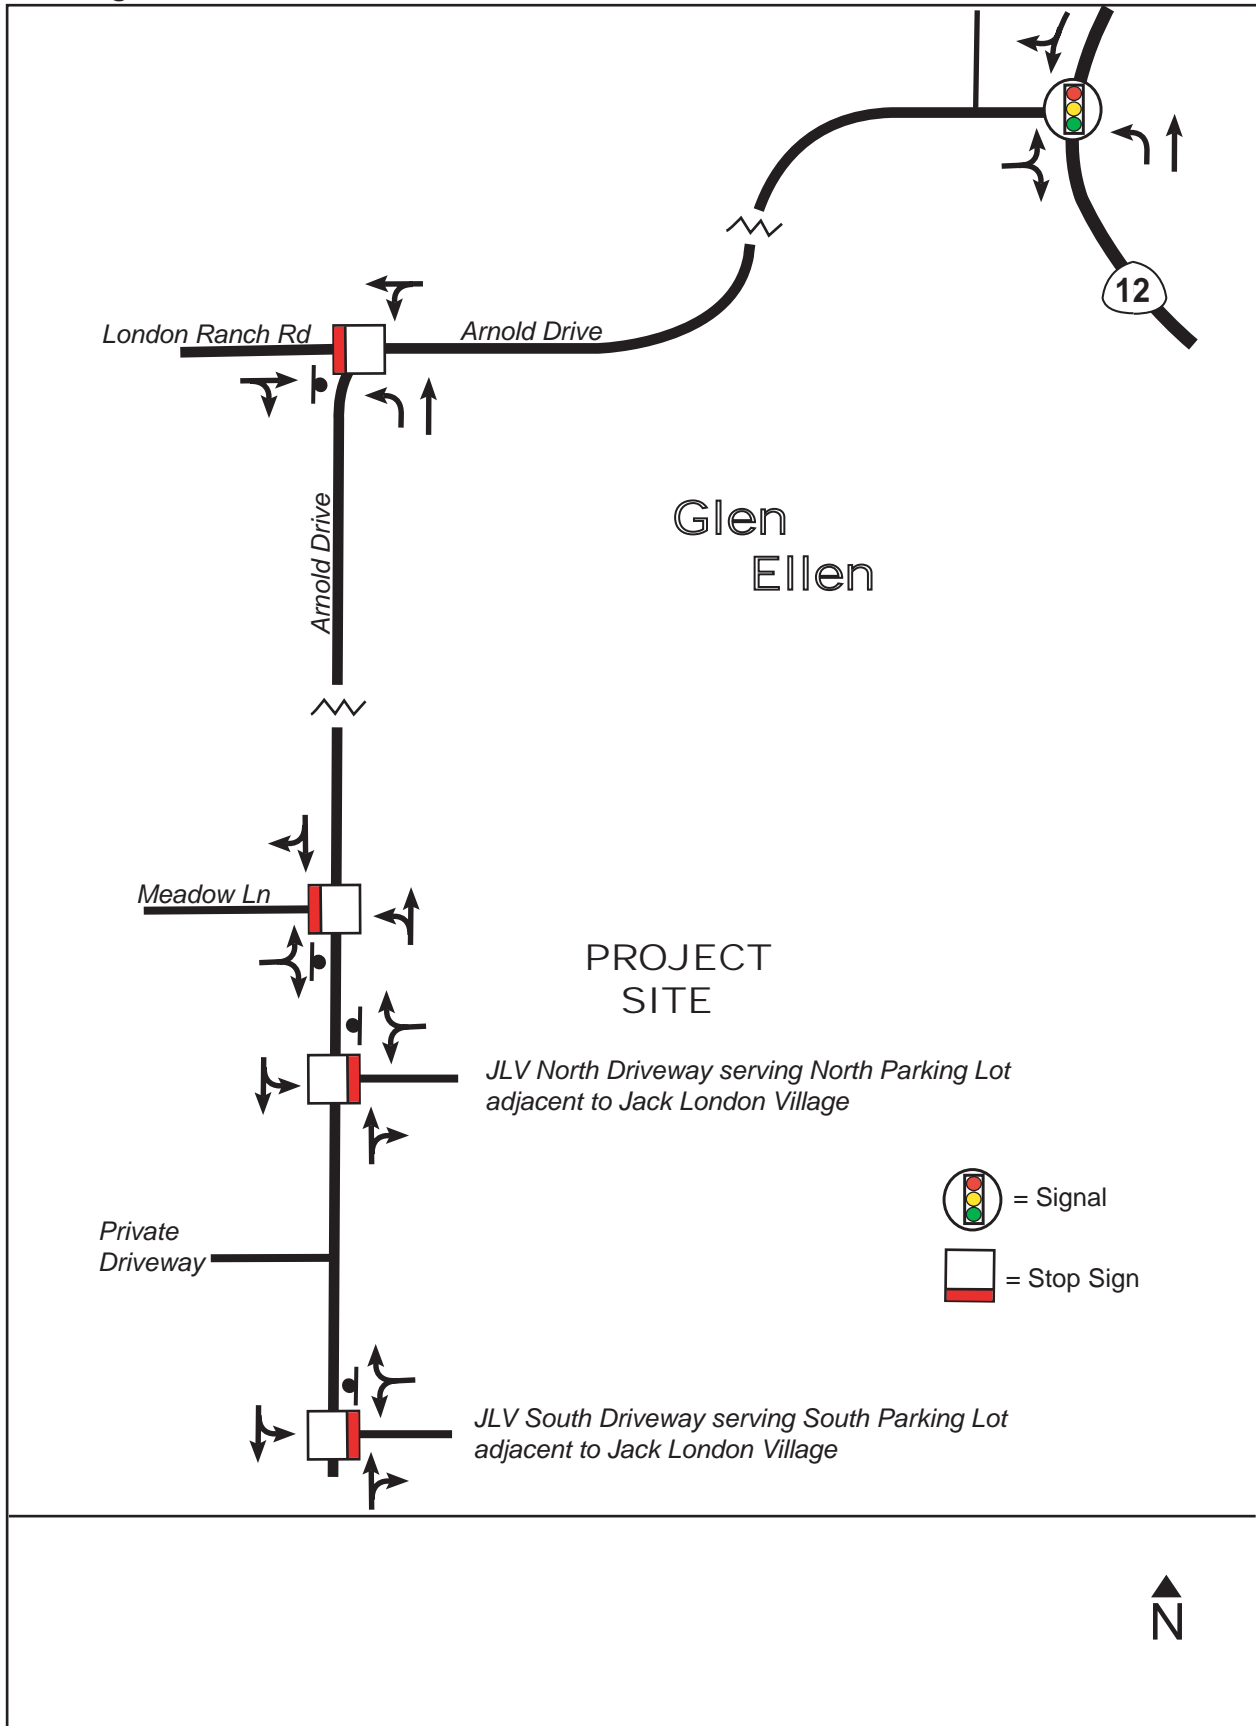 12
London Ranch Rd
Arnold Drive
Arnold Drive
Glen
Ellen
Meadow Ln
PROJECT
SITE
JLV North Driveway serving North Parking Lot
adjacent to Jack London Village
= Signal
Private
Driveway
= Stop Sign
JLV South Driveway serving South Parking Lot
adjacent to Jack London Village
N